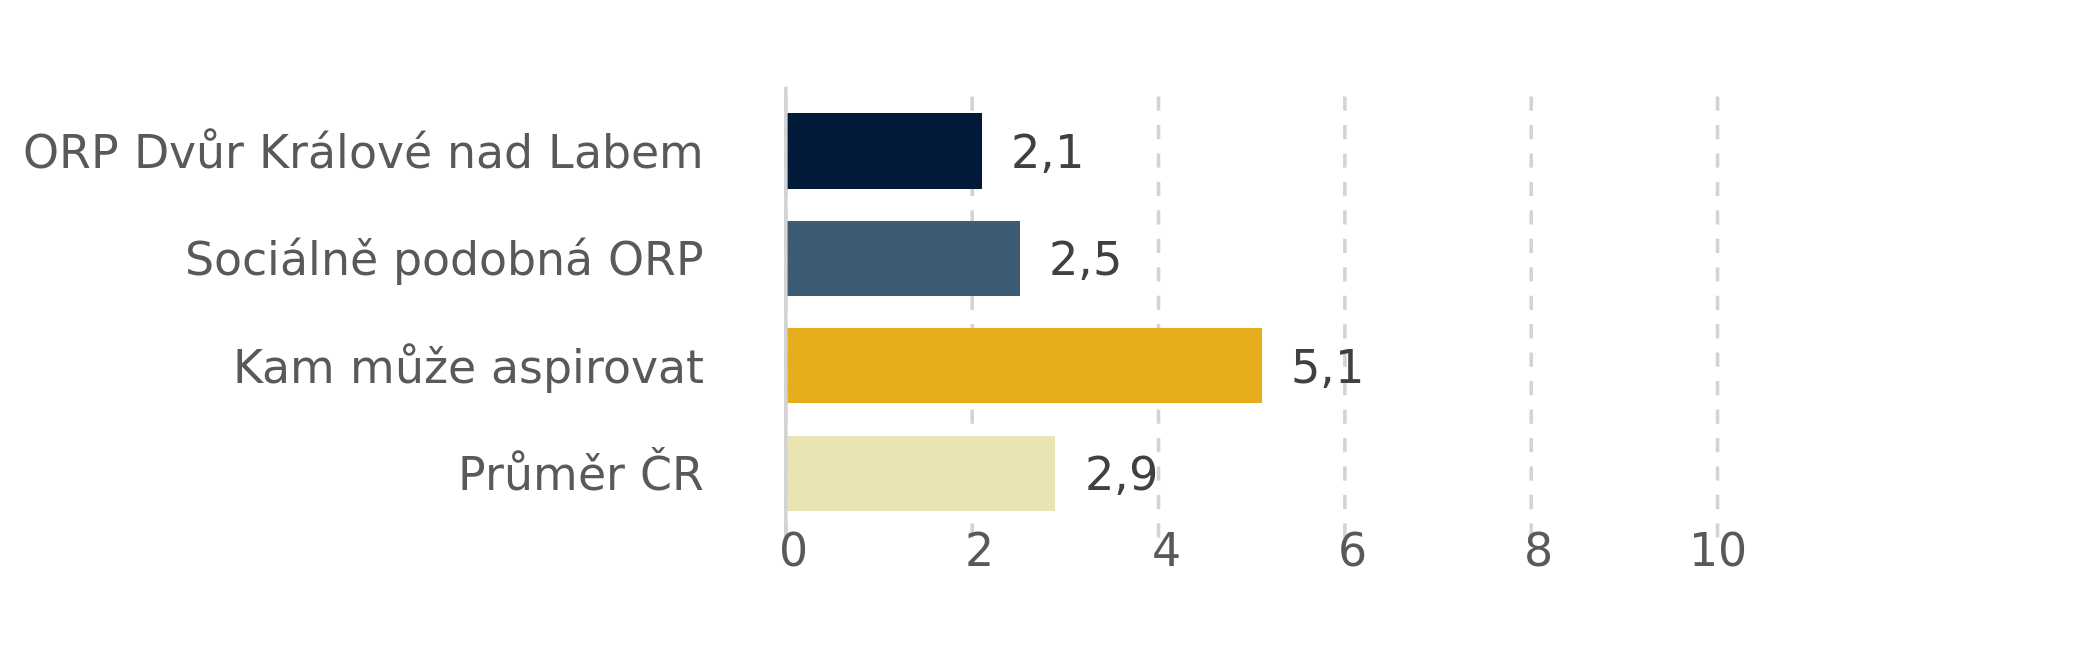 ORP Dvůr Králové nad Labem 2,1
Sociálně podobná ORP 2,5
Kam může aspirovat 5,1
Průměr ČR 2,9
0 2 4 6 8 10